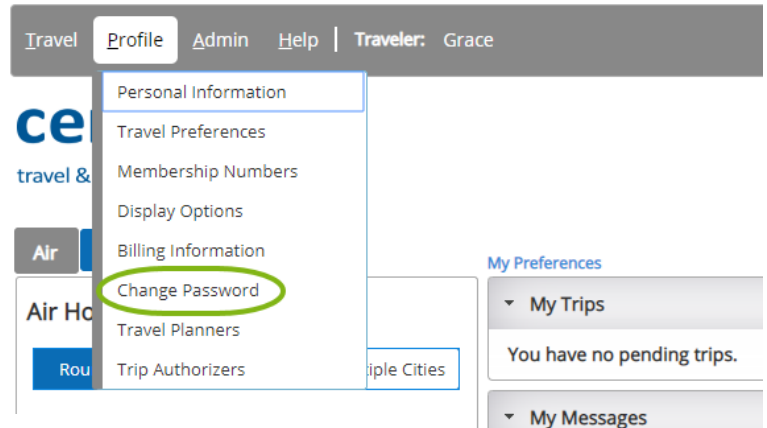 Travel Profile Admin Help | Traveler: Grace
Personal Information
Travel Preferences
Membership Numbers
Display Options
Billing Information
Change Password
Travel Planners
Trip Authorizers
travel &
Air
Air
Cities
My Preferences
My Trips
You have no pending trips.
My Messages